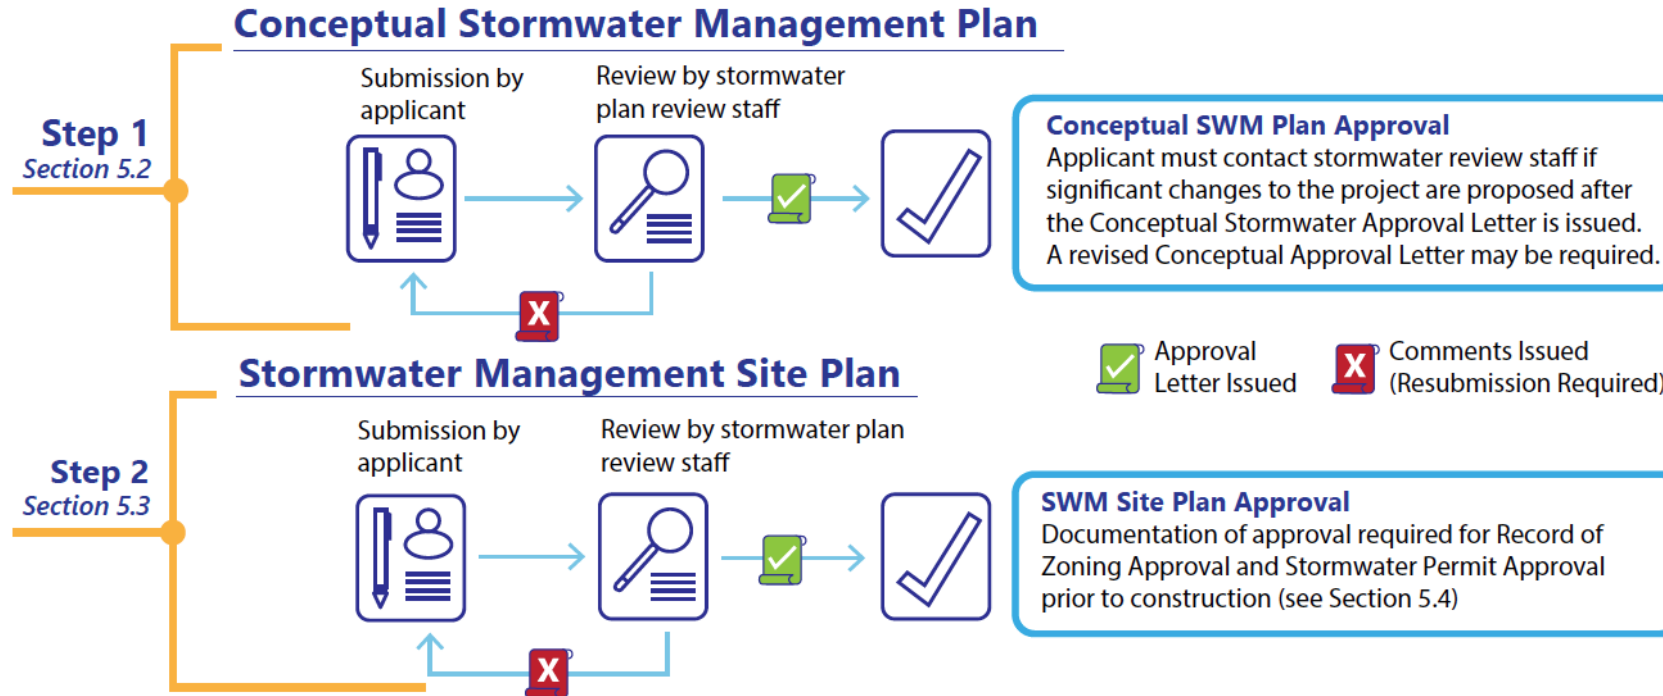 Conceptual Stormwater Management Plan
Step 1
Section 5.2
Submission by
applicant
Review by stormwater
plan review staff
Conceptual SWM Plan Approval
Applicant must contact stormwater review staff if
significant changes to the project are proposed after
the Conceptual Stormwater Approval Letter is issued.
A revised Conceptual Approval Letter may be required.
X
Approval
Letter Issued
X
Comments Issued
(Resubmission Required)
Stormwater Management Site Plan
Step 2
Section 5.3
Submission by
applicant
Review by stormwater plan
review staff
SWM Site Plan Approval
Documentation of approval required for Record of
Zoning Approval and Stormwater Permit Approval
prior to construction (see Section 5.4)
X